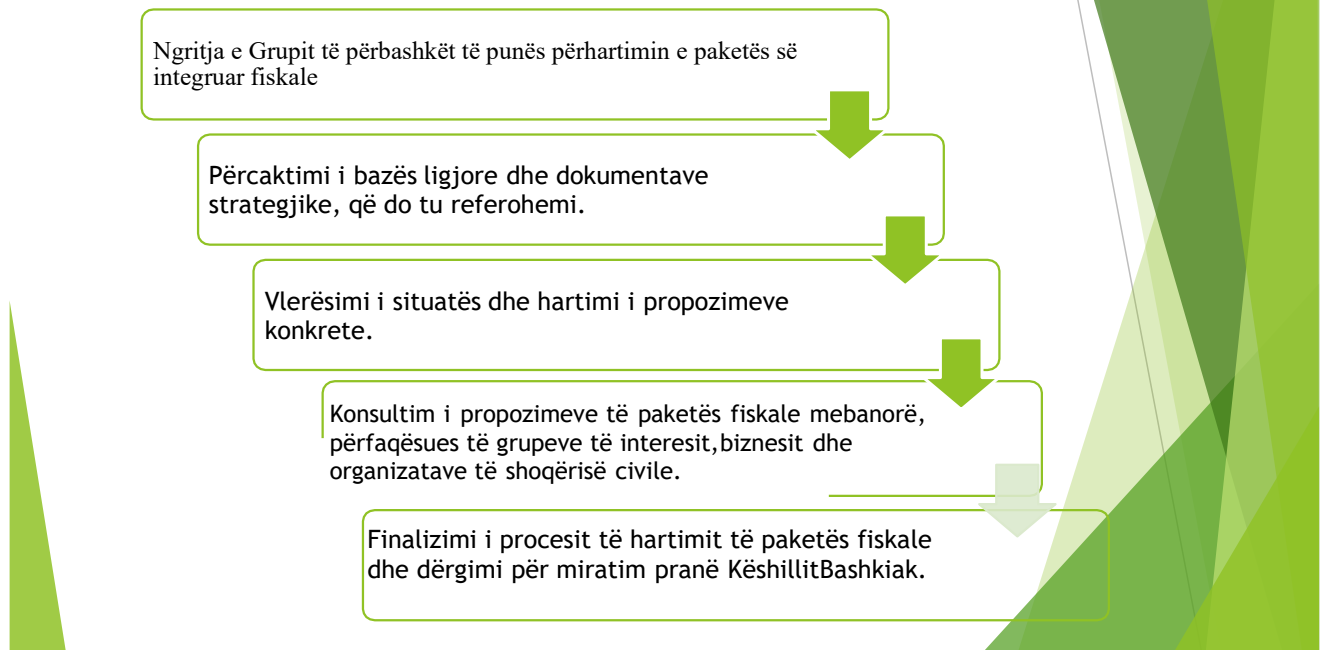 Ngritja e Grupit të përbashkët të punës përhartimin e paketës së
integruar fiskale
Përcaktimi i bazës ligjore dhe dokumentave
strategjike, që do tu referohemi.
Vlerësimi i situatës dhe hartimi i propozimeve
konkrete.
Konsultim i propozimeve të paketës fiskale mebanorë,
përfaqësues të grupeve të interesit,biznesit dhe
organizatave të shoqërisë civile.
Finalizimi i procesit të hartimit të paketës fiskale
dhe dërgimi për miratim pranë KëshillitBashkiak.